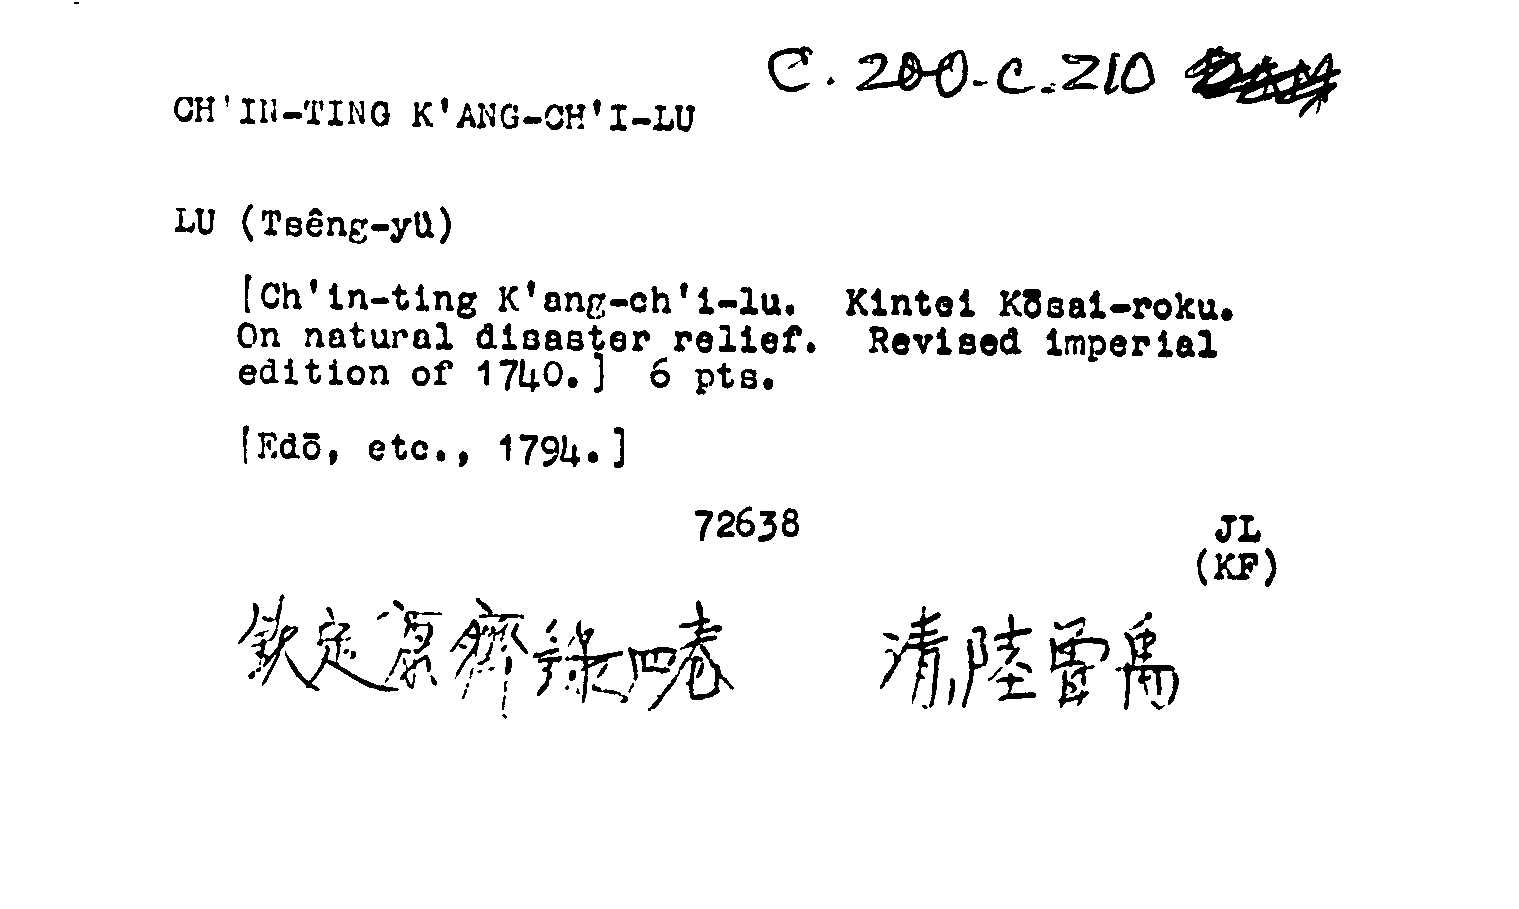 C. 200-c.210
CH'IN-TING K'ANG-CH'I-LU
LU (Tsêng-yü)
[Ch'in-ting K'ang-ch'i-lu. Kintei Kōsai-roku.
On natural disaster relief. Revised imperial
edition of 1740.] 6 pts.
[Edō, etc., 1794.]
72638
JL
(KF)
欽定康濟錄四卷 清,陸曾禹